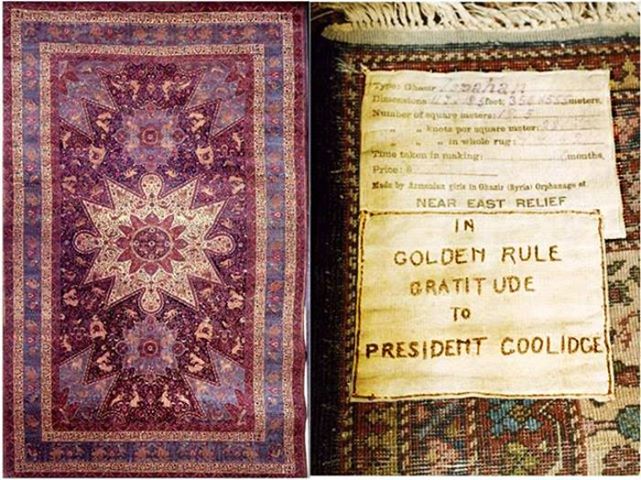 Type: Ghazir Ispahan
Dimensions feet; meters.
Number of square meters:
" " knots per square meter:
" " " in whole rug:
Time taken in making: months.
Price: $
Made by Armenian girls in Ghazir (Syria) Orphanage of
NEAR EAST RELIEF
IN
GOLDEN RULE
GRATITUDE
TO
PRESIDENT COOLIDGE